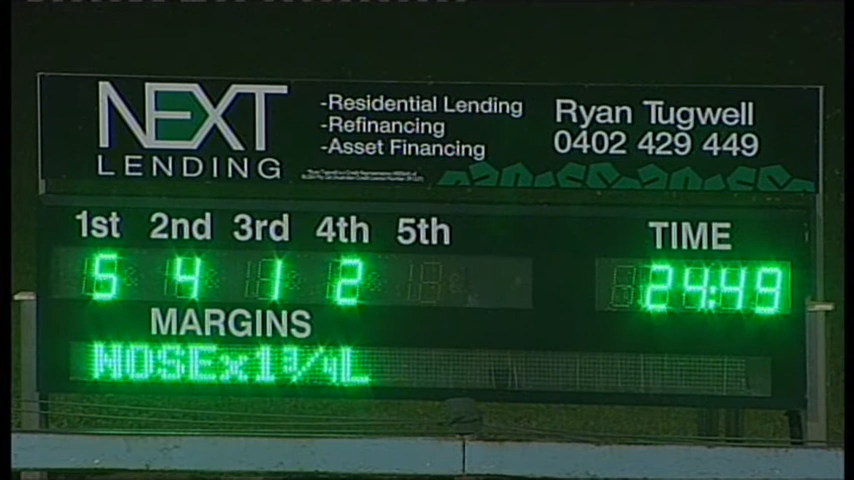 NEXT
LENDING
-Residential Lending
-Refinancing
-Asset Financing
Ryan Tugwell
0402 429 449
1st 2nd 3rd 4th 5th TIME
5 4 1 2 24:49
MARGINS
NOSEx1¾L